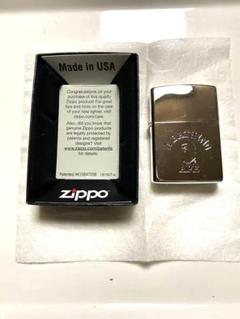 Made in USA
Congratulations on
your purchase of this quality
Zippo product! For great
tips and hints on the care
of your new lighter, visit
zippo.com/care.
Also, did you know that
genuine Zippo products
are legally protected by
patents and registered
designs? Visit
www.zippo.com/patents
for details.
zippo